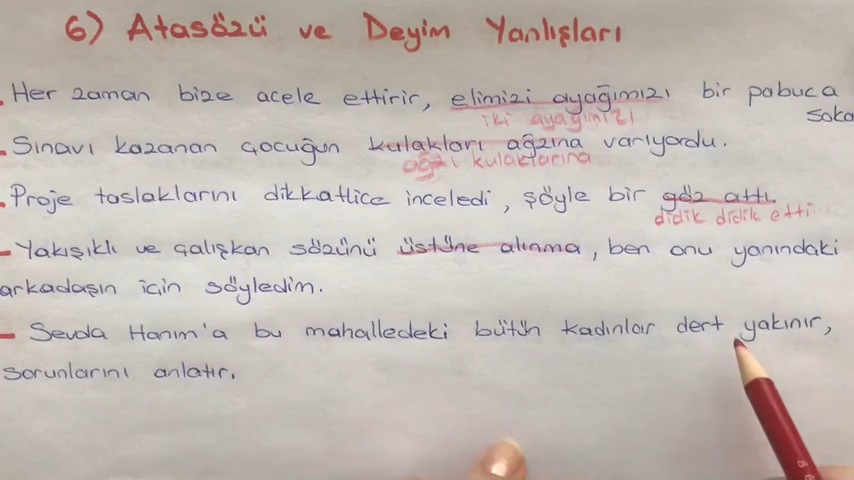 6) Atasözü ve Deyim Yanlışları
Her zaman bize acele ettirir, elimizi ayağımızı bir pabuca
iki ayağımızı
soka
Sınavı kazanan çocuğun kulakları ağzına varıyordu.
ağzı kulaklarına
Proje taslaklarını dikkatlice inceledi, şöyle bir göz attı.
didik didik etti...
- Yakışıklı ve çalışkan sözünü üstüne alınma, ben onu yanındaki
arkadaşın için söyledim.
- Sevda Hanım'a bu mahalledeki bütün kadınlar dert yakınır,
sorunlarını anlatır.